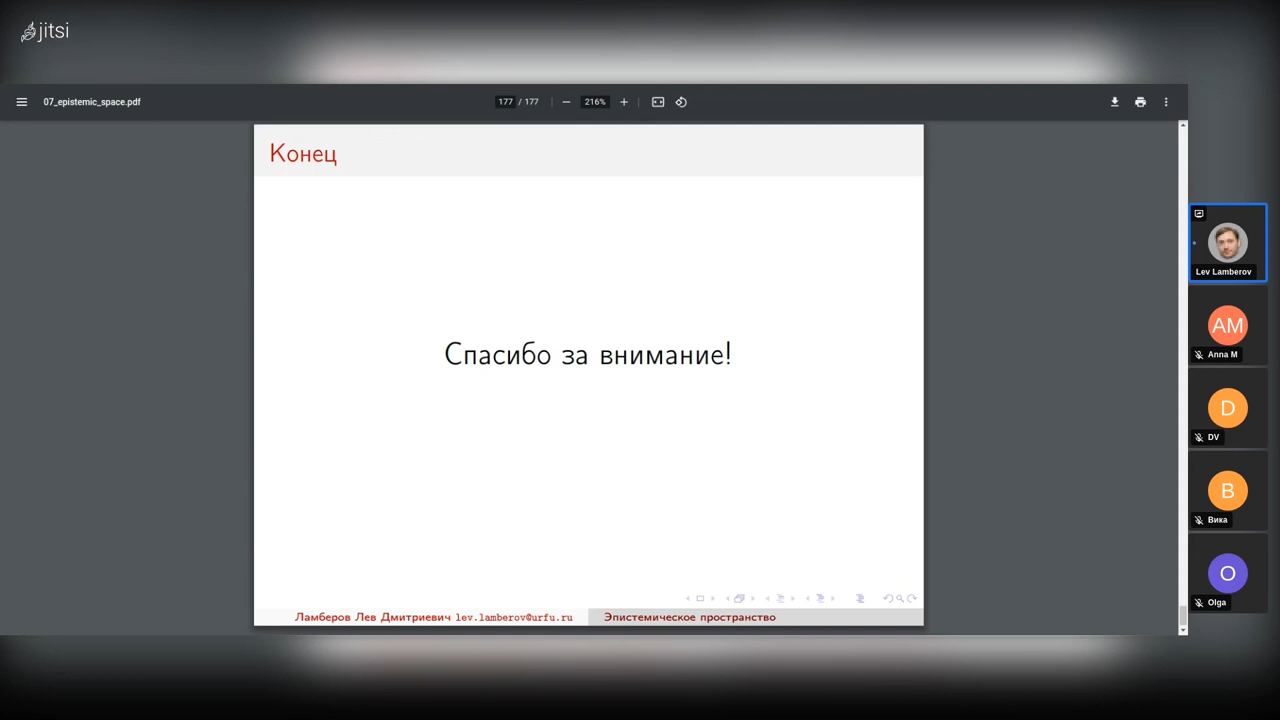 jitsi
07_epistemic_space.pdf
177 / 177
216%
Конец
Спасибо за внимание!
Ламберов Лев Дмитриевич lev.lamberov@urfu.ru
Эпистемическое пространство
Lev Lamberov
AM
Anna M
D
DV
В
Вика
O
Olga